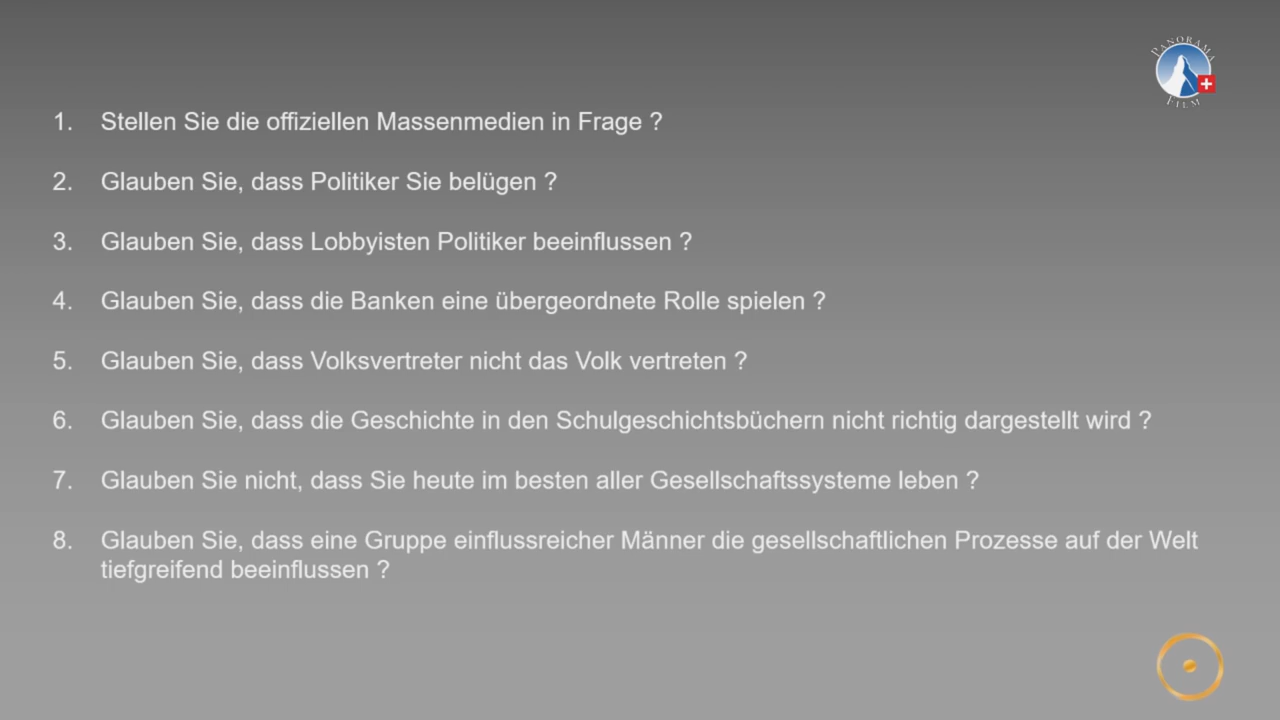 PANORAMA
FILM
1. Stellen Sie die offiziellen Massenmedien in Frage ?
2. Glauben Sie, dass Politiker Sie belügen ?
3. Glauben Sie, dass Lobbyisten Politiker beeinflussen ?
4. Glauben Sie, dass die Banken eine übergeordnete Rolle spielen ?
5. Glauben Sie, dass Volksvertreter nicht das Volk vertreten ?
6. Glauben Sie, dass die Geschichte in den Schulgeschichtsbüchern nicht richtig dargestellt wird ?
7. Glauben Sie nicht, dass Sie heute im besten aller Gesellschaftssysteme leben ?
8. Glauben Sie, dass eine Gruppe einflussreicher Männer die gesellschaftlichen Prozesse auf der Welt
tiefgreifend beeinflussen ?